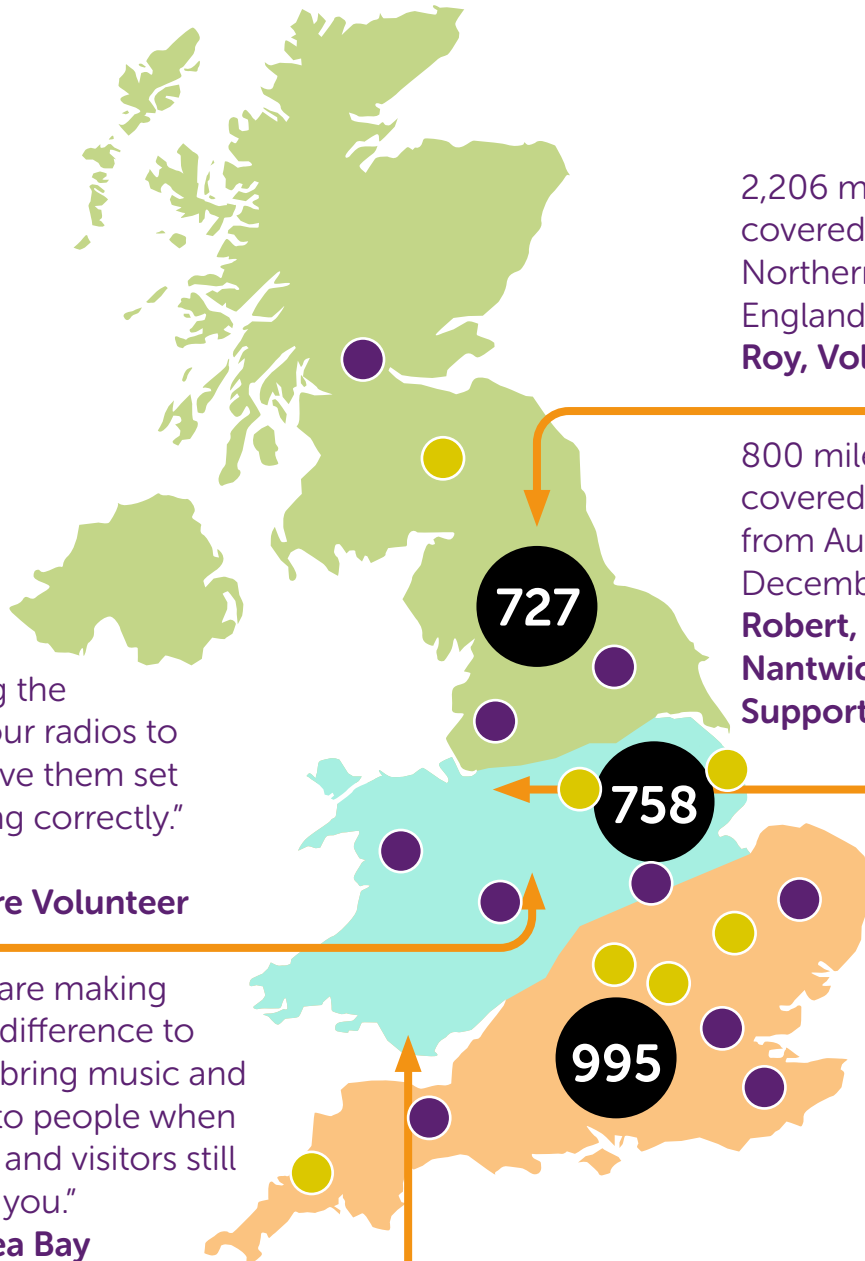 2,206 m
covered
Northern
England
Roy, Vol
800 mile
covered
from Au
Decemb
Robert,
Nantwic
Support
727
758
995
g the
our radios to
ve them set
ng correctly.”
re Volunteer
are making
difference to
bring music and
to people when
and visitors still
you.”
ea Bay